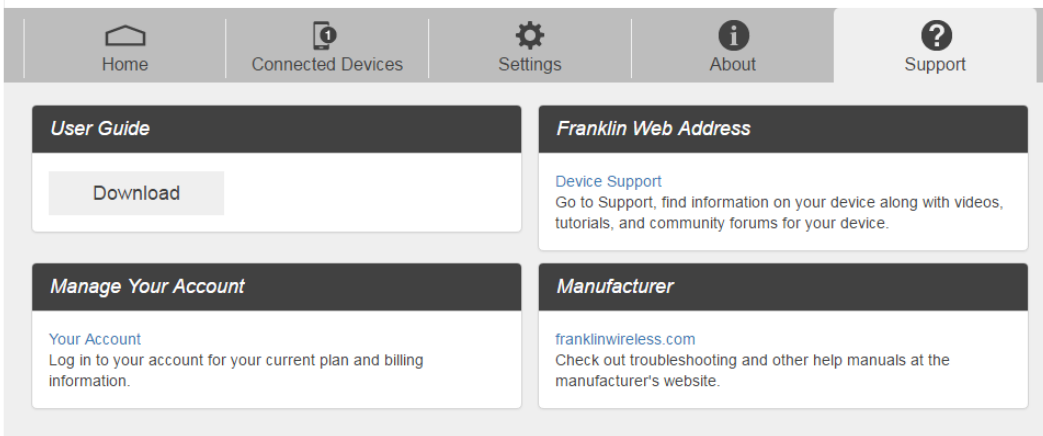 1
Home
Connected Devices
Settings
About
Support
User Guide
Download
Franklin Web Address
Device Support
Go to Support, find information on your device along with videos,
tutorials, and community forums for your device.
Manage Your Account
Your Account
Log in to your account for your current plan and billing
information.
Manufacturer
franklinwireless.com
Check out troubleshooting and other help manuals at the
manufacturer's website.